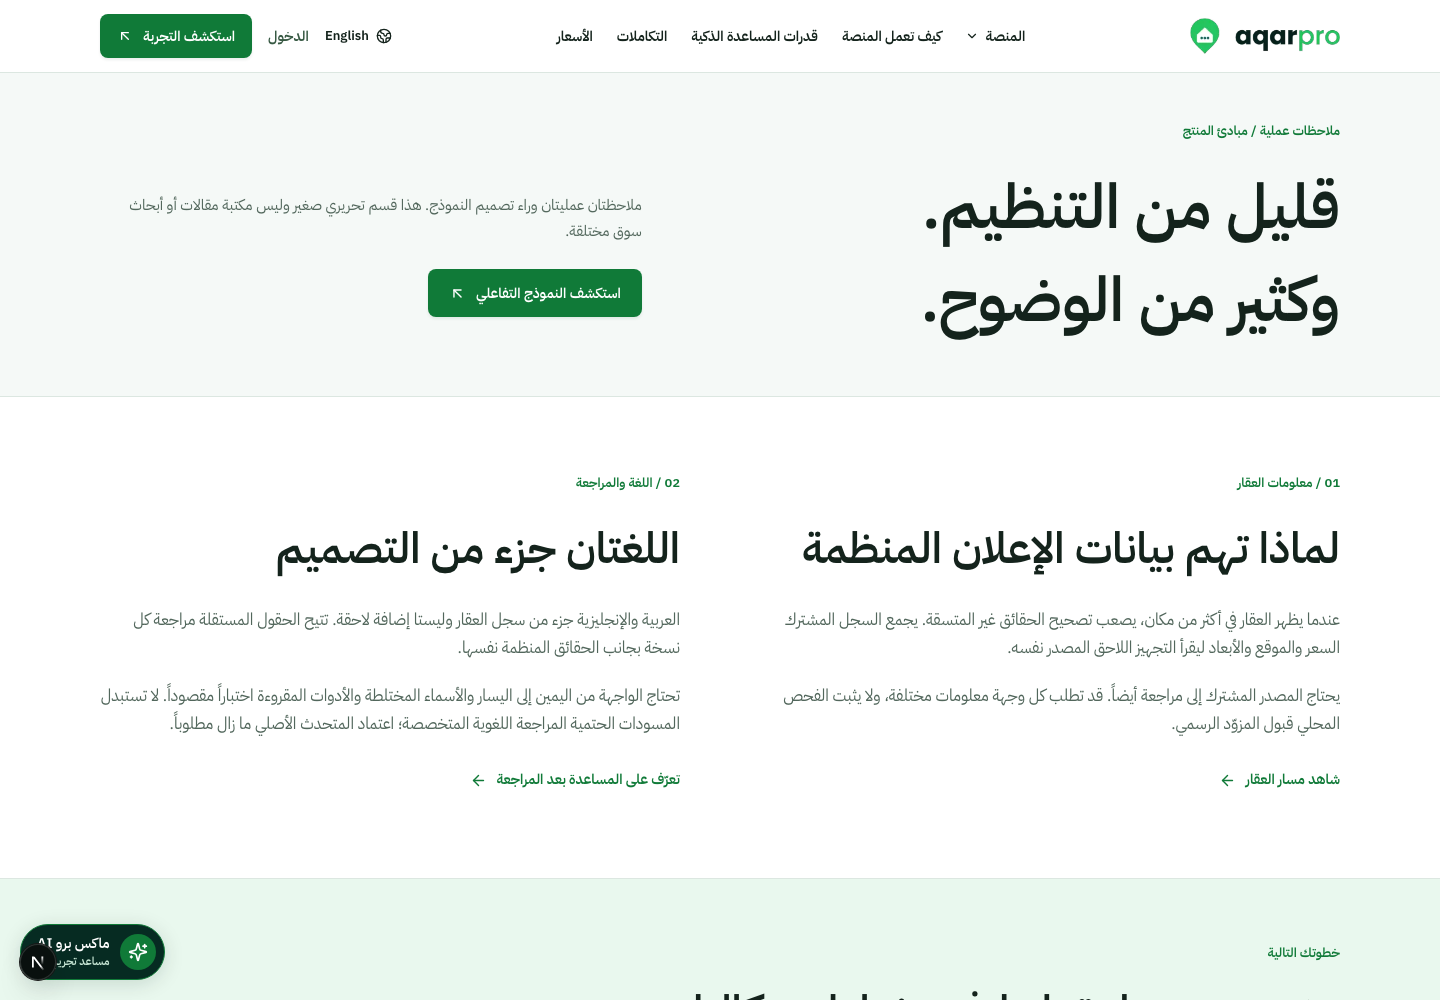 aqarpro
المنصة
كيف تعمل المنصة
قدرات المساعدة الذكية
التكاملات
الأسعار
English
الدخول
استكشف التجربة
ملاحظات عملية / مبادئ المنتج
قليل من التنظيم.
وكثير من الوضوح.
ملاحظتان عمليتان وراء تصميم النموذج. هذا قسم تحريري صغير وليس مكتبة مقالات أو أبحاث
سوق مختلقة.
استكشف النموذج التفاعلي
01 / معلومات العقار
لماذا تهم بيانات الإعلان المنظمة
عندما يظهر العقار في أكثر من مكان، يصعب تصحيح الحقائق غير المتسقة. يجمع السجل المشترك
السعر والموقع والأبعاد ليقرأ التجهيز اللاحق المصدر نفسه.
يحتاج المصدر المشترك إلى مراجعة أيضاً. قد تطلب كل وجهة معلومات مختلفة، ولا يثبت الفحص
المحلي قبول المزوّد الرسمي.
شاهد مسار العقار
02 / اللغة والمراجعة
اللغتان جزء من التصميم
العربية والإنجليزية جزء من سجل العقار وليستا إضافة لاحقة. تتيح الحقول المستقلة مراجعة كل
نسخة بجانب الحقائق المنظمة نفسها.
تحتاج الواجهة من اليمين إلى اليسار والأسماء المختلطة والأدوات المقروءة اختباراً مقصوداً. لا تستبدل
المسودات الحتمية المراجعة اللغوية المتخصصة؛ اعتماد المتحدث الأصلي ما زال مطلوباً.
تعرّف على المساعدة بعد المراجعة
خطوتك التالية
ماكس برو AI
مساعد
N